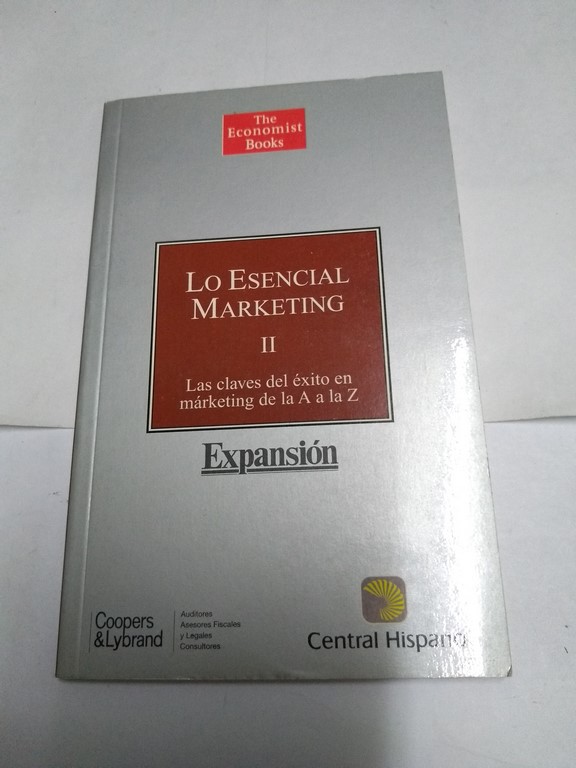 The
Economist
Books
LO ESENCIAL
MARKETING
II
Las claves del éxito en
márketing de la A a la Z
Expansión
Coopers
&Lybrand
Auditores
Asesores Fiscales
y Legales
Consultores
Central Hispano